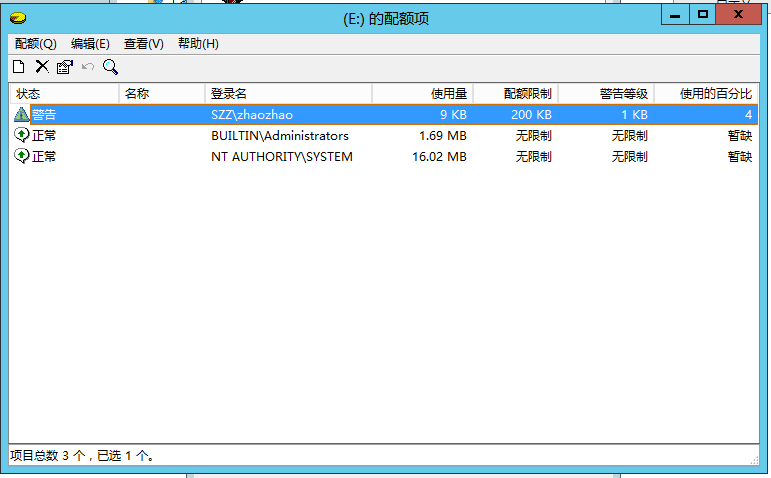 (E:) 的配额项
配额(Q) 编辑(E) 查看(V) 帮助(H)
状态 名称 登录名 使用量 配额限制 警告等级 使用的百分比
警告 SZZ\zhaozhao 9 KB 200 KB 1 KB 4
正常 BUILTIN\Administrators 1.69 MB 无限制 无限制 暂缺
正常 NT AUTHORITY\SYSTEM 16.02 MB 无限制 无限制 暂缺
项目总数 3 个，已选 1 个。